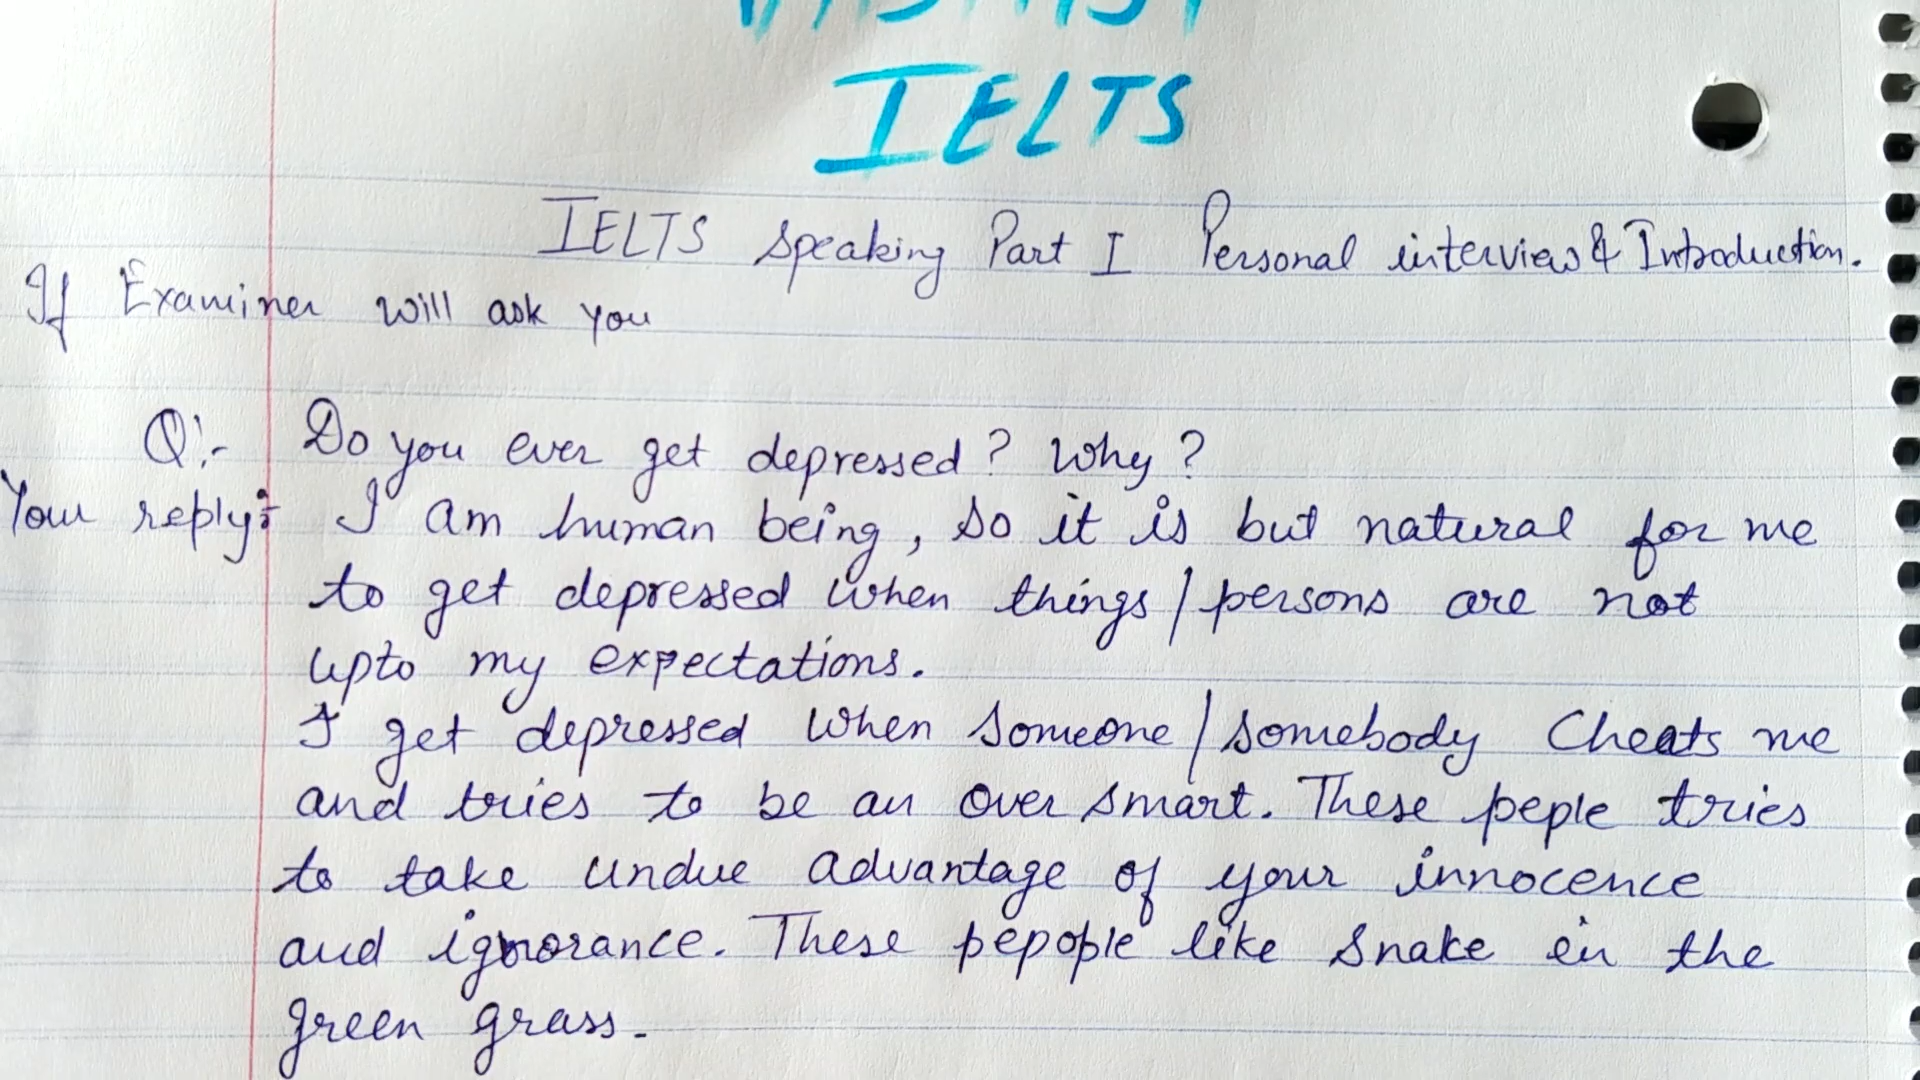 IELTS
IELTS Speaking Part I Personal interview & Introduction.
If Examiner will ask you
Q:- Do you ever get depressed? Why?
Your reply:- I am human being, so it is but natural for me
to get depressed when things/persons are not
upto my expectations.
I get depressed when someone/somebody Cheats me
and tries to be an over smart. These peple tries
to take undue advantage of your innocence
and ignorance. These pepople like snake in the
green grass.